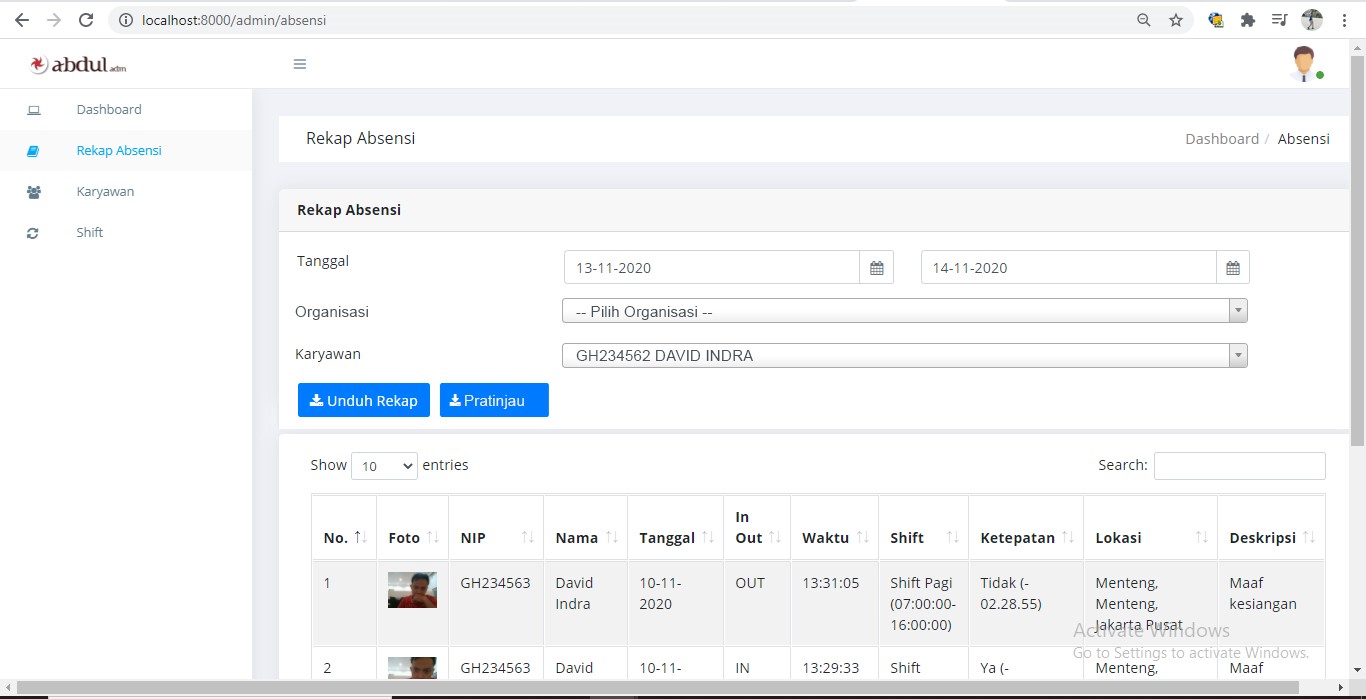 localhost:8000/admin/absensi
abdul adm
Dashboard
Rekap Absensi
Karyawan
Shift
Rekap Absensi
Dashboard / Absensi
Rekap Absensi
Tanggal
13-11-2020
14-11-2020
Organisasi
-- Pilih Organisasi --
Karyawan
GH234562 DAVID INDRA
Unduh Rekap
Pratinjau
Show 10 entries
Search:
No. Foto NIP Nama Tanggal In Out Waktu Shift Ketepatan Lokasi Deskripsi
1 GH234563 David Indra 10-11-2020 OUT 13:31:05 Shift Pagi (07:00:00-16:00:00) Tidak (-02.28.55) Menteng, Menteng, Jakarta Pusat Maaf kesiangan
2 GH234563 David 10-11- IN 13:29:33 Shift Ya (- Menteng, Maaf
Activate Windows
Go to Settings to activate Windows.